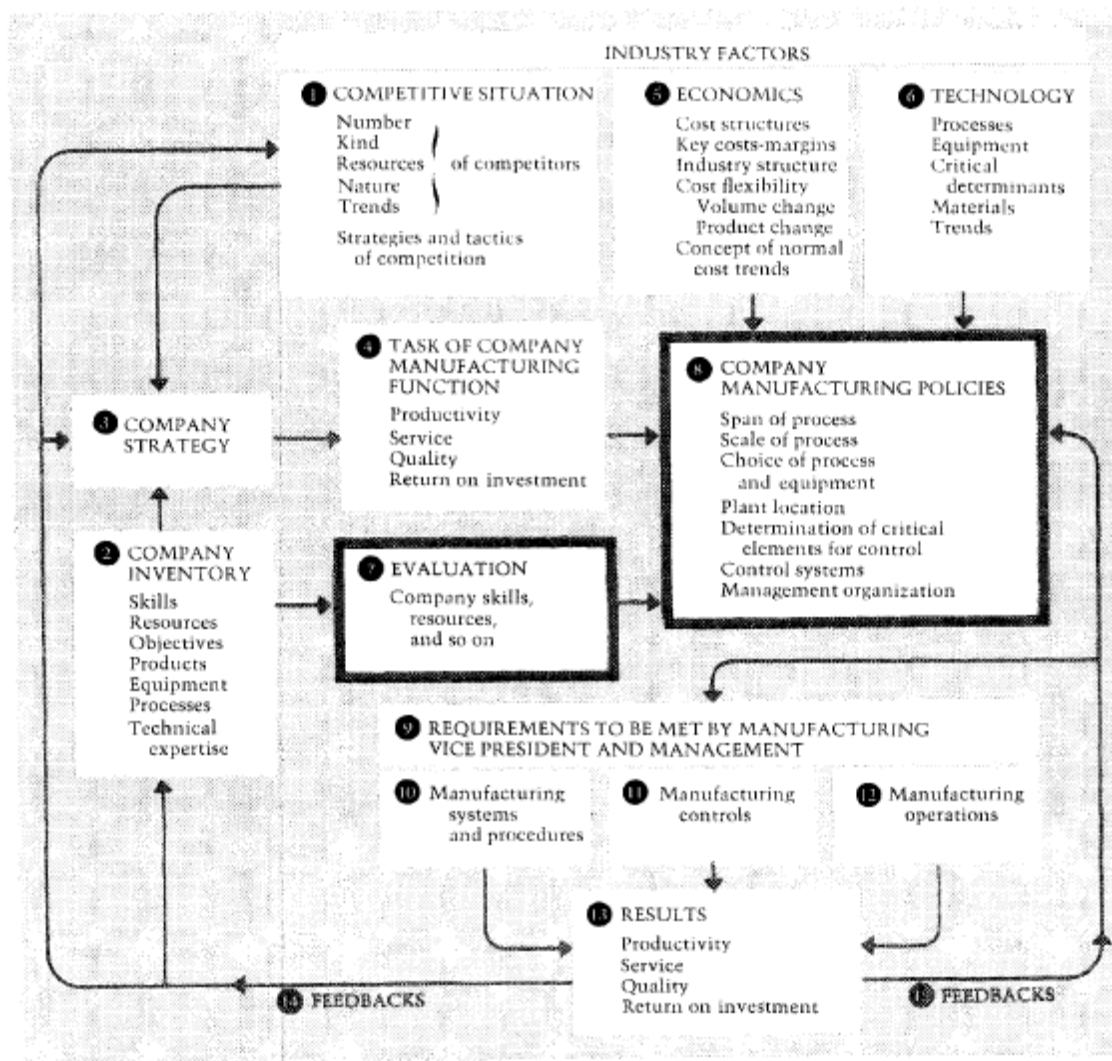 INDUSTRY FACTORS
1 COMPETITIVE SITUATION
Number
Kind
Resources
of competitors
Nature
Trends
Strategies and tactics
of competition
5 ECONOMICS
Cost structures
Key costs-margins
Industry structure
Cost flexibility
Volume change
Product change
Concept of normal
cost trends
6 TECHNOLOGY
Processes
Equipment
Critical
determinants
Materials
Trends
4 TASK OF COMPANY
MANUFACTURING
FUNCTION
Productivity
Service
Quality
Return on investment
8 COMPANY
MANUFACTURING POLICIES
Span of process
Scale of process
Choice of process
and equipment
Plant location
Determination of critical
elements for control
Control systems
Management organization
3 COMPANY
STRATEGY
2 COMPANY
INVENTORY
Skills
Resources
Objectives
Products
Equipment
Processes
Technical
expertise
7 EVALUATION
Company skills,
resources,
and so on
9 REQUIREMENTS TO BE MET BY MANUFACTURING
VICE PRESIDENT AND MANAGEMENT
10 Manufacturing
systems
and procedures
11 Manufacturing
controls
12 Manufacturing
operations
13 RESULTS
Productivity
Service
Quality
Return on investment
FEEDBACKS
FEEDBACKS